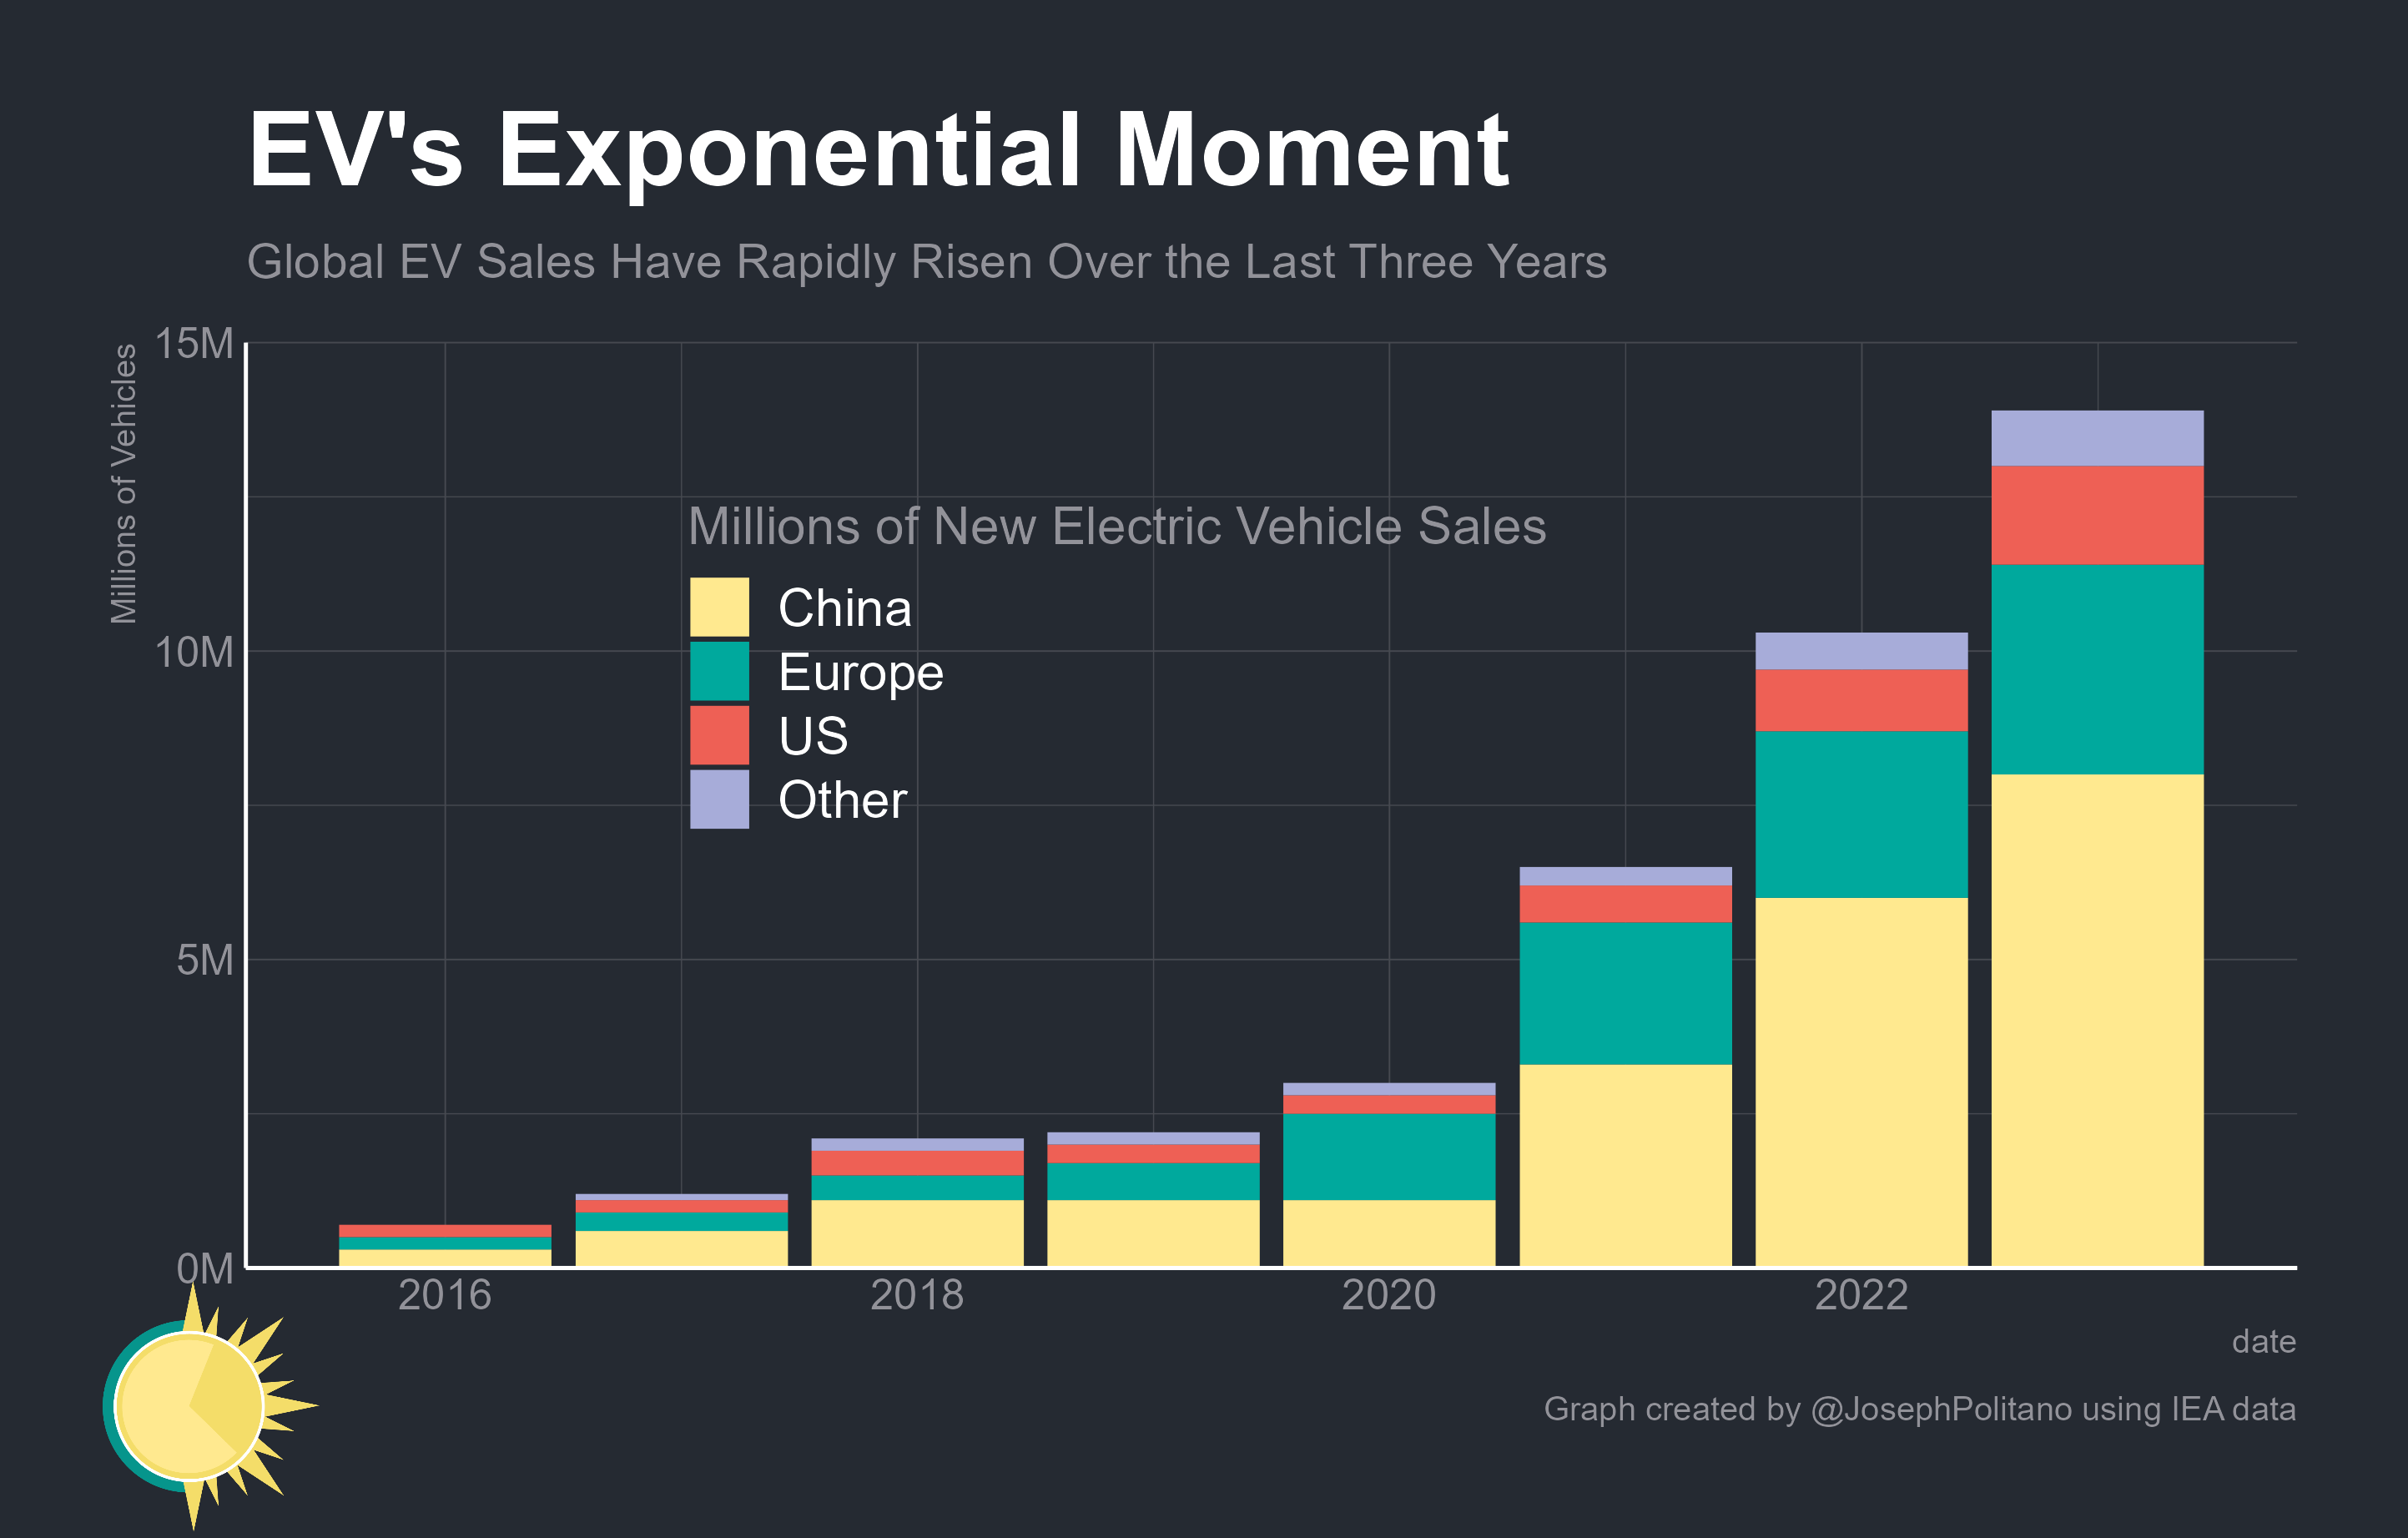 EV's Exponential Moment
Global EV Sales Have Rapidly Risen Over the Last Three Years
Millions of Vehicles
15M
10M
5M
0M
Millions of New Electric Vehicle Sales
China
Europe
US
Other
2016
2018
2020
2022
date
Graph created by @JosephPolitano using IEA data